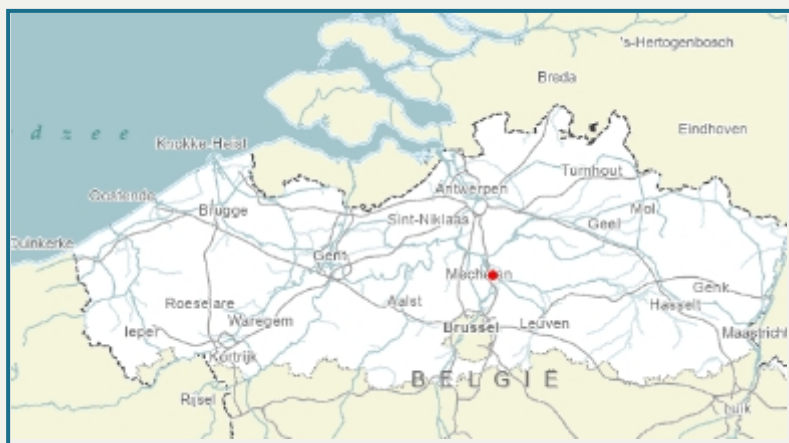 's-Hertogenbosch
Breda
d z e e
Eindhoven
Knokke-Heist
Turnhout
Oostende
Antwerpen
Brugge
Sint-Niklaas
Mol
Geel
Duinkerke
Gent
Mechelen
Genk
Roeselare
Aalst
Hasselt
Waregem
Ieper
Brussel
Leuven
Maastricht
Kortrijk
BELGIË
Rijsel
Luik